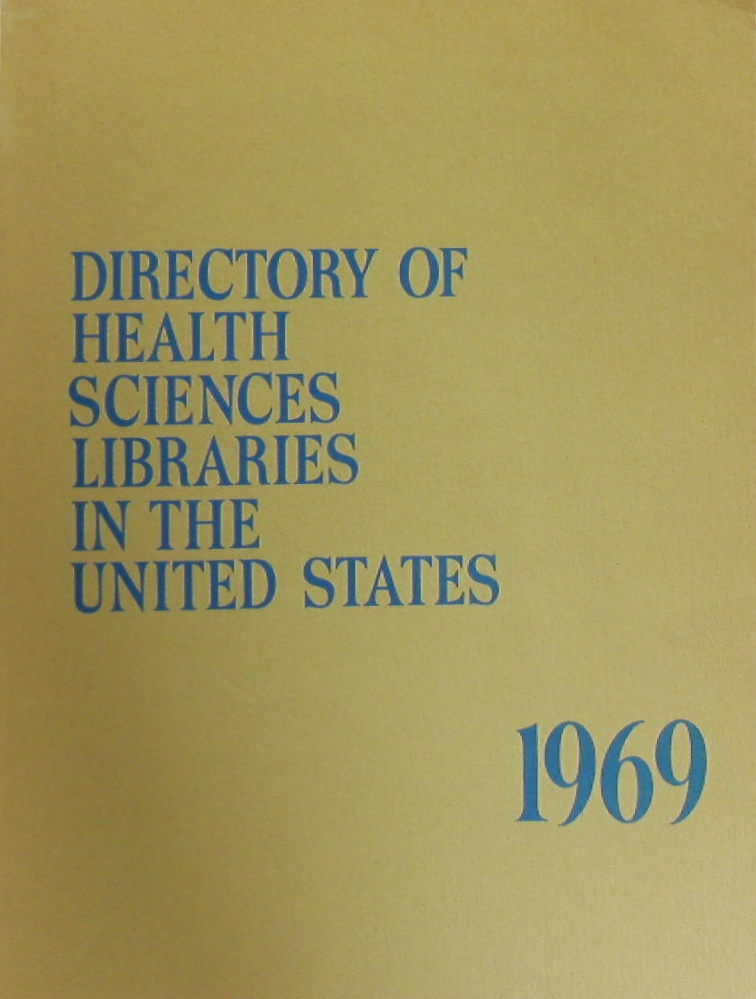 DIRECTORY OF
HEALTH
SCIENCES
LIBRARIES
IN THE
UNITED STATES
1969